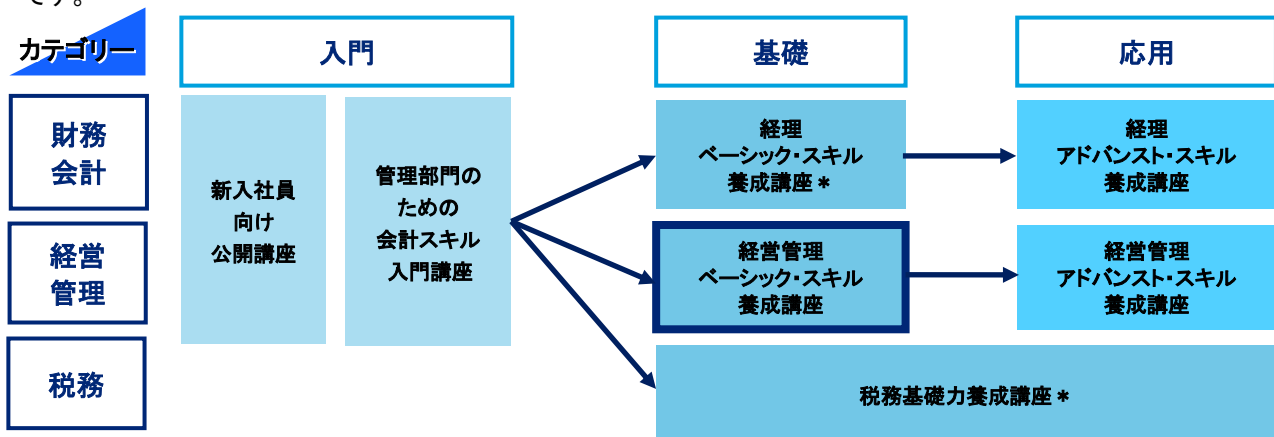 です。
カテゴリー
入門
基礎
応用
財務
会計
経営
管理
税務
新入社員
向け
公開講座
管理部門の
ための
会計スキル
入門講座
経理
ベーシック・スキル
養成講座＊
経理
アドバンスト・スキル
養成講座
経営管理
ベーシック・スキル
養成講座
経営管理
アドバンスト・スキル
養成講座
税務基礎力養成講座＊